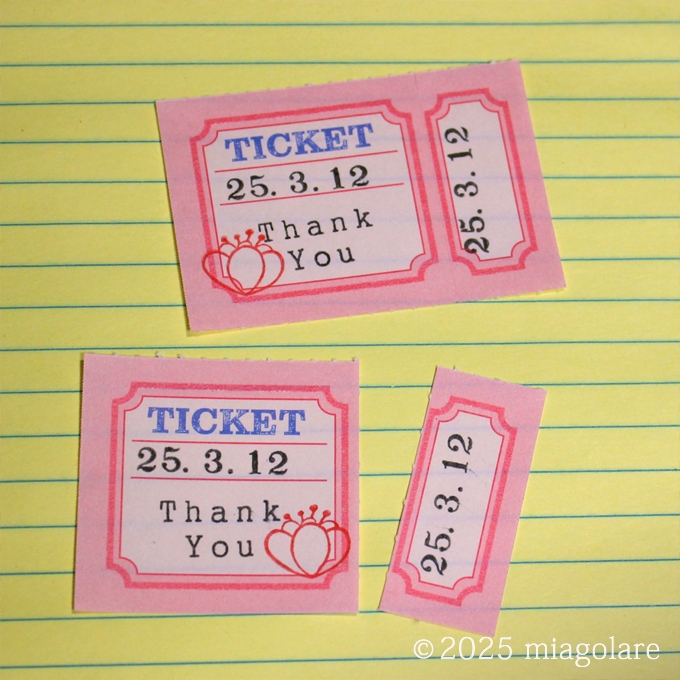 TICKET
25. 3. 12
Thank
You
25. 3. 12
TICKET
25. 3. 12
Thank
You
25. 3. 12
©2025 miagolare